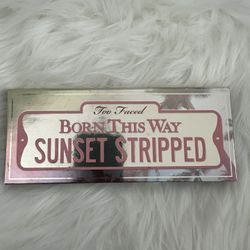 Too Faced
BORN THIS WAY
SUNSET STRIPPED